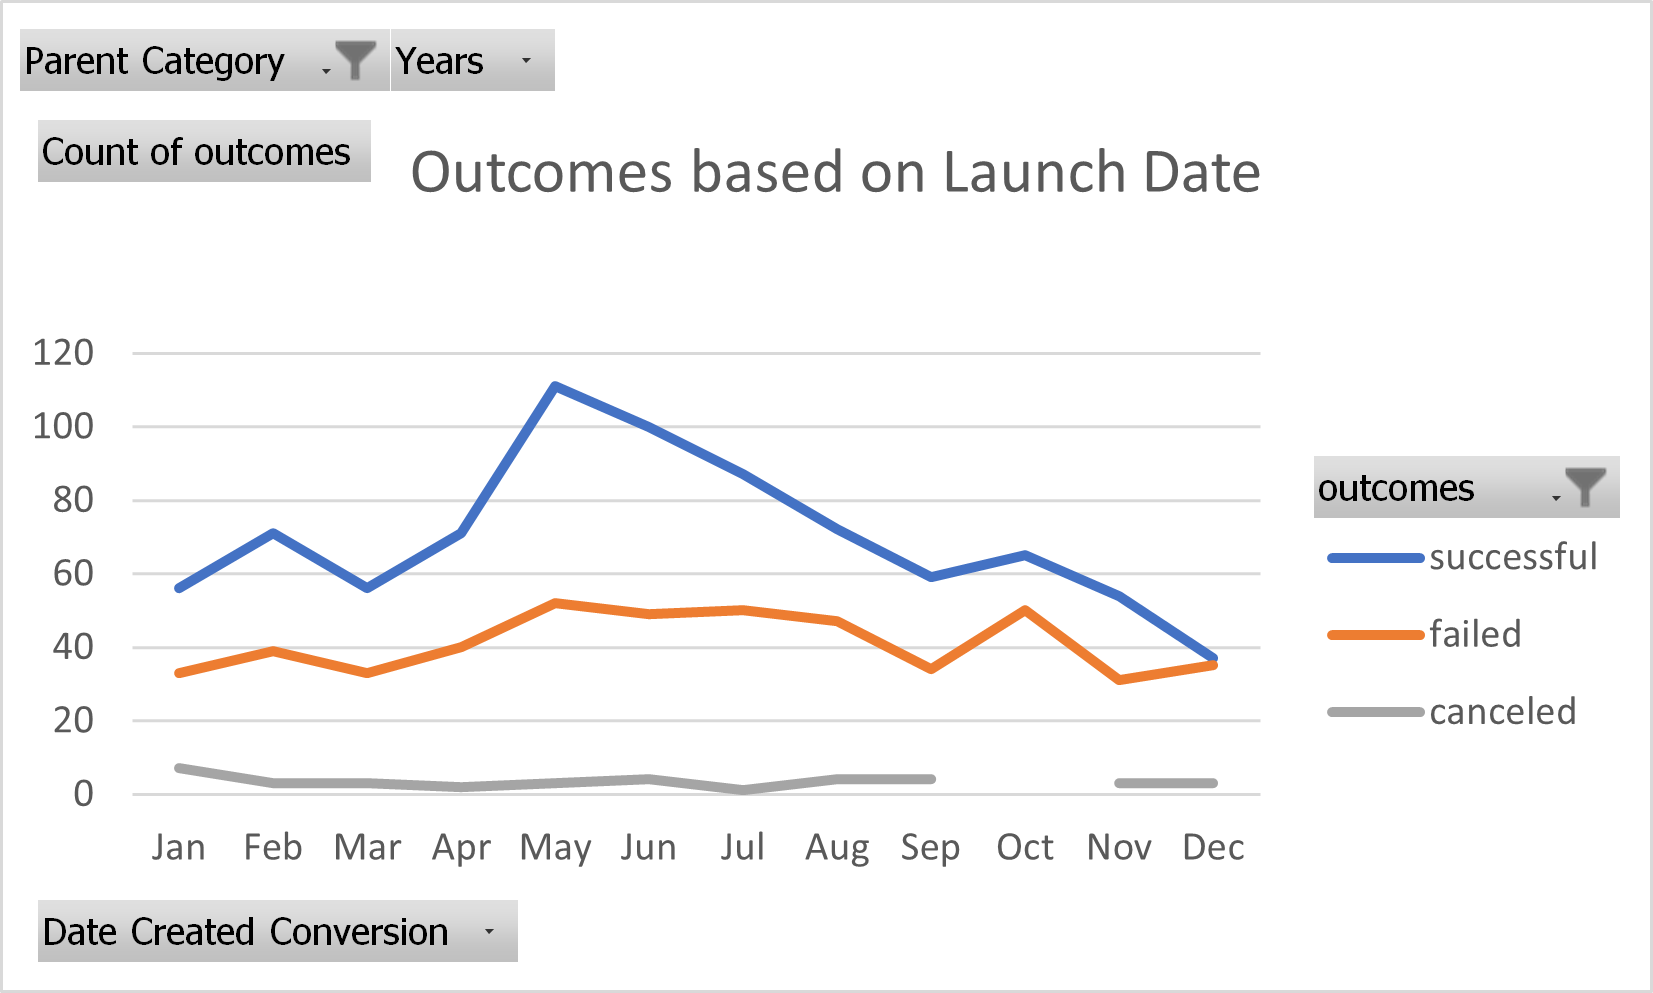 Parent Category Years
Count of outcomes
Outcomes based on Launch Date
120
100
80
60
40
20
0
Jan Feb Mar Apr May Jun Jul Aug Sep Oct Nov Dec
outcomes
successful
failed
canceled
Date Created Conversion